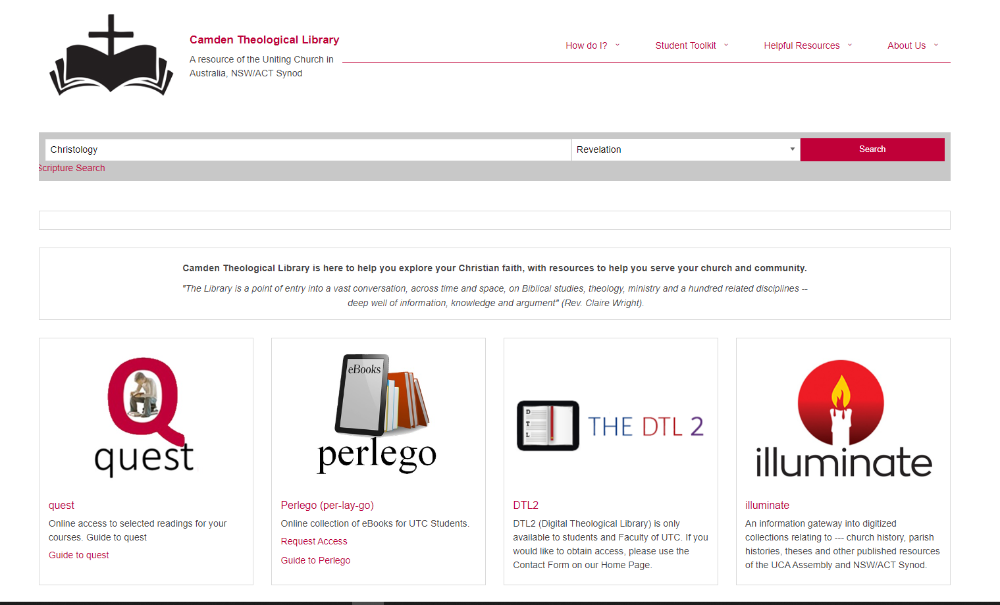 Camden Theological Library
A resource of the Uniting Church in
Australia, NSW/ACT Synod
How do I?
Student Toolkit
Helpful Resources
About Us
Christology
Revelation
Search
Scripture Search
Camden Theological Library is here to help you explore your Christian faith, with resources to help you serve your church and community.
"The Library is a point of entry into a vast conversation, across time and space, on Biblical studies, theology, ministry and a hundred related disciplines --
deep well of information, knowledge and argument" (Rev. Claire Wright).
Q
quest
quest
Online access to selected readings for your
courses. Guide to quest
Guide to quest
eBooks
perlego
Perlego (per-lay-go)
Online collection of eBooks for UTC Students.
Request Access
Guide to Perlego
D
T
L
THE DTL 2
DTL2
DTL2 (Digital Theological Library) is only
available to students and Faculty of UTC. If you
would like to obtain access, please use the
Contact Form on our Home Page.
illuminate
illuminate
An information gateway into digitized
collections relating to --- church history, parish
histories, theses and other published resources
of the UCA Assembly and NSW/ACT Synod.